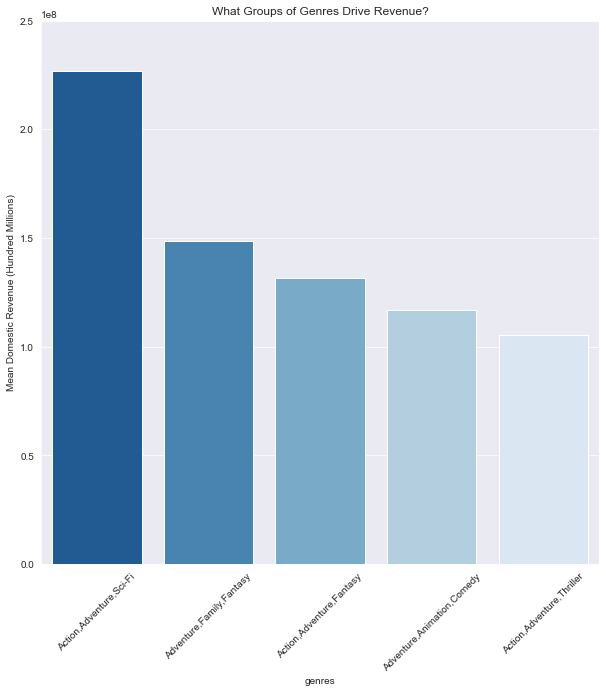 What Groups of Genres Drive Revenue?
1e8
2.5
2.0
1.5
1.0
0.5
0.0
Mean Domestic Revenue (Hundred Millions)
Action,Adventure,Sci-Fi
Adventure,Family,Fantasy
Action,Adventure,Fantasy
Adventure,Animation,Comedy
Action,Adventure,Thriller
genres